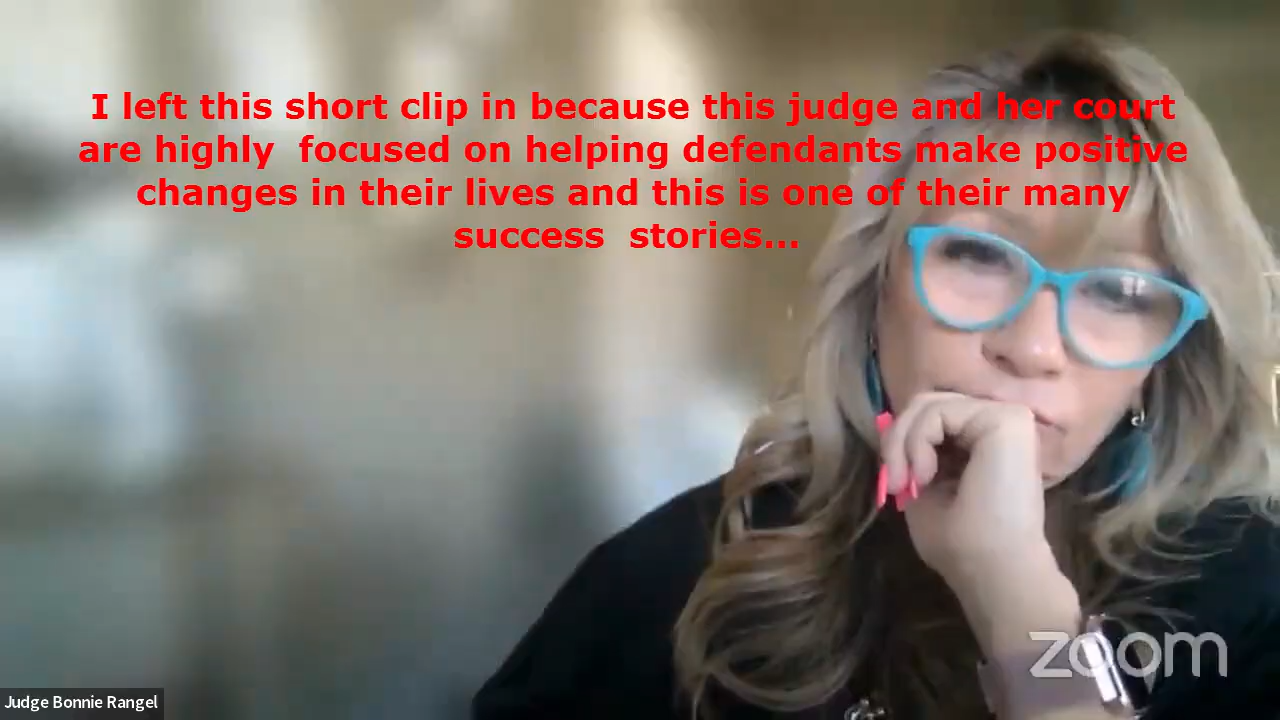 I left this short clip in because this judge and her court
are highly  focused on helping defendants make positive
changes in their lives and this is one of their many
success  stories...
zoom
Judge Bonnie Rangel